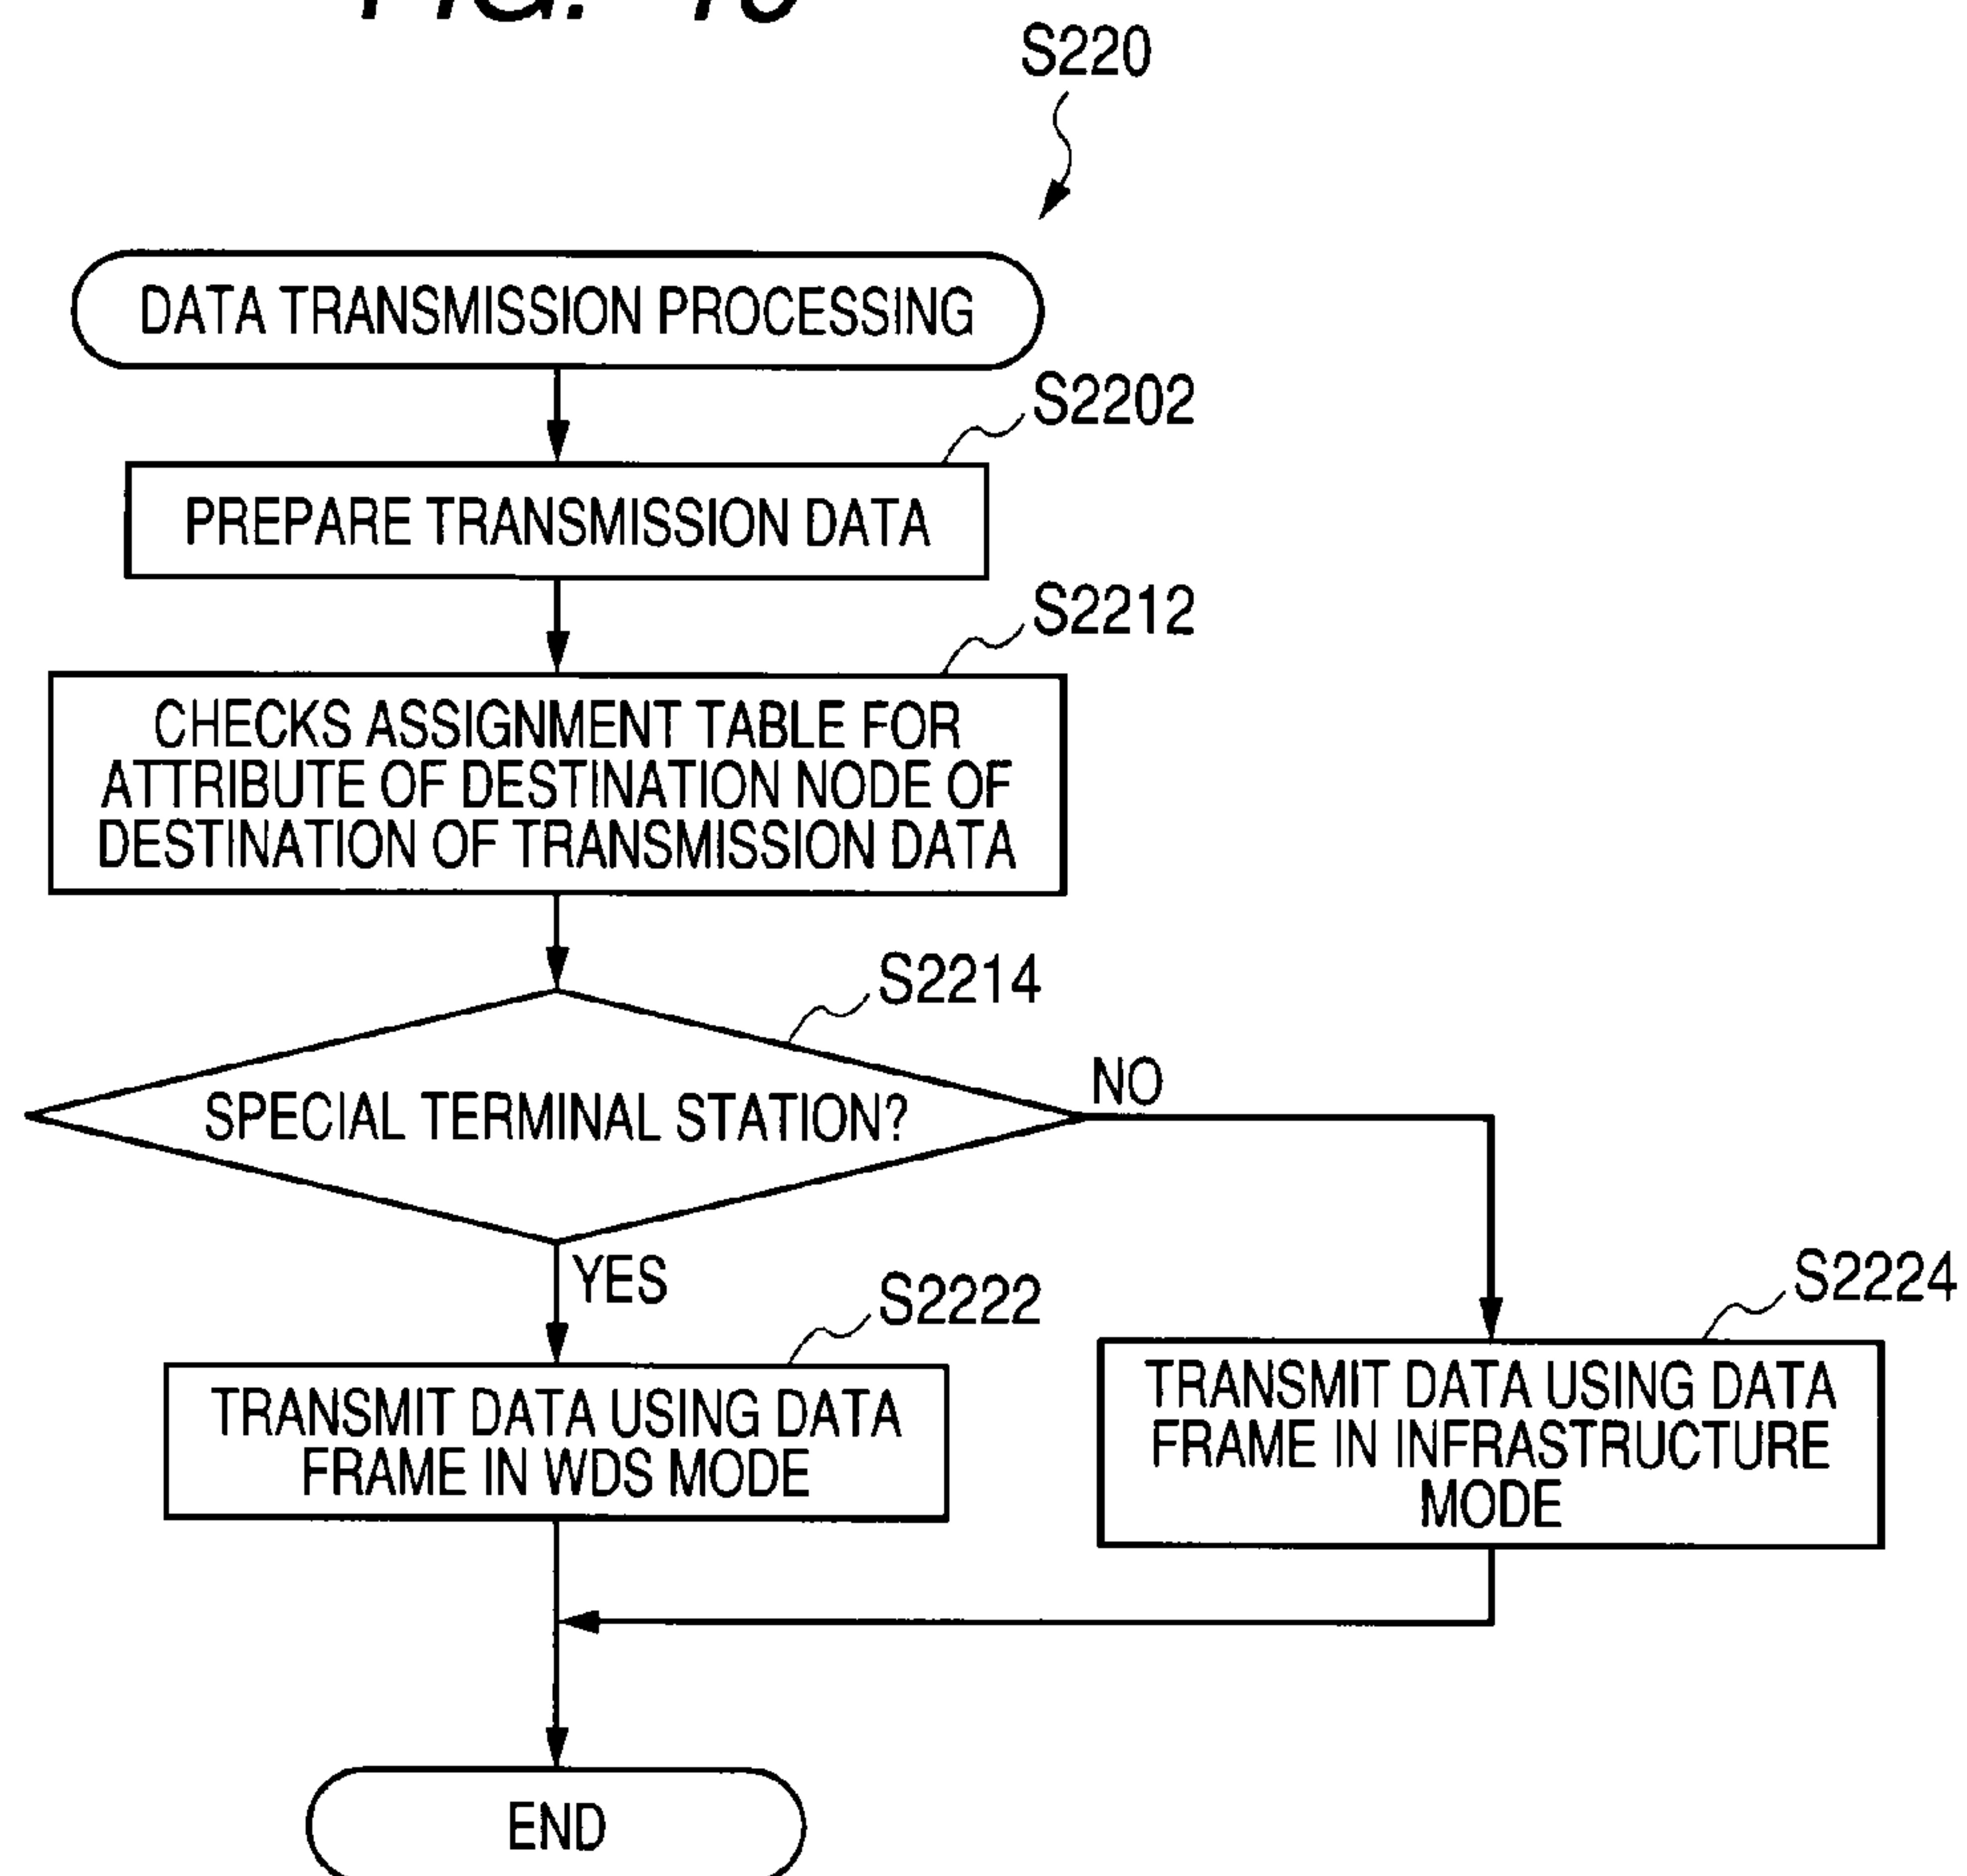 S220
DATA TRANSMISSION PROCESSING
S2202
PREPARE TRANSMISSION DATA
S2212
CHECKS ASSIGNMENT TABLE FOR
ATTRIBUTE OF DESTINATION NODE OF
DESTINATION OF TRANSMISSION DATA
S2214
SPECIAL TERMINAL STATION?
NO
YES
S2222
TRANSMIT DATA USING DATA
FRAME IN WDS MODE
S2224
TRANSMIT DATA USING DATA
FRAME IN INFRASTRUCTURE
MODE
END